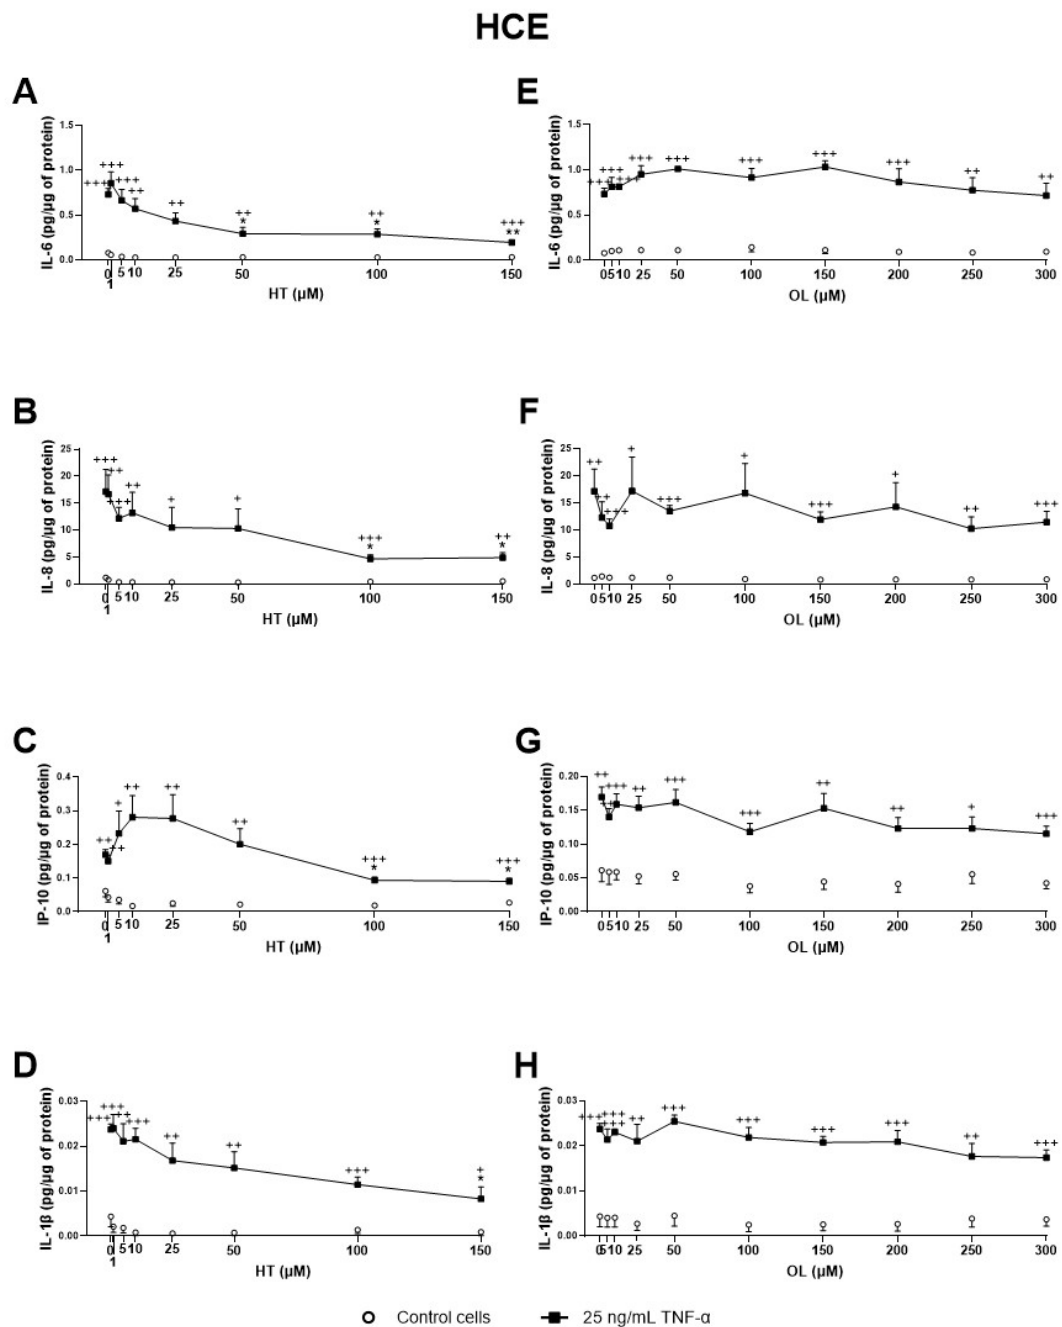 HCE
A
IL-6 (pg/µg of protein)
1.5
1.0
0.5
0.0
+++ +++ +++ ++ ++ ++ ++ +++
* * **
0 1 5 10 25 50 100 150
HT (µM)
E
IL-6 (pg/µg of protein)
1.5
1.0
0.5
0.0
+++ +++ +++ +++ +++ +++ ++ ++
0 5 10 25 50 100 150 200 250 300
OL (µM)
B
IL-8 (pg/µg of protein)
25
20
15
10
5
0
+++ ++ ++ + + +++ ++
* *
0 1 5 10 25 50 100 150
HT (µM)
F
IL-8 (pg/µg of protein)
25
20
15
10
5
0
++ + +++ + +++ + ++ +++
0 5 10 25 50 100 150 200 250 300
OL (µM)
C
IP-10 (pg/µg of protein)
0.4
0.3
0.2
0.1
0.0
++ + ++ ++ ++ +++ +++
* *
0 1 5 10 25 50 100 150
HT (µM)
G
IP-10 (pg/µg of protein)
0.20
0.15
0.10
0.05
0.00
++ +++ ++ +++ +++ ++ ++ + +++
0 5 10 25 50 100 150 200 250 300
OL (µM)
D
IL-1β (pg/µg of protein)
0.03
0.02
0.01
0.00
+++ +++ ++ +++ ++ ++ +++ +
*
0 1 5 10 25 50 100 150
HT (µM)
H
IL-1β (pg/µg of protein)
0.03
0.02
0.01
0.00
+++ +++ +++ ++ +++ +++ +++ +++ ++ +++
0 5 10 25 50 100 150 200 250 300
OL (µM)
Control cells
25 ng/mL TNF-α